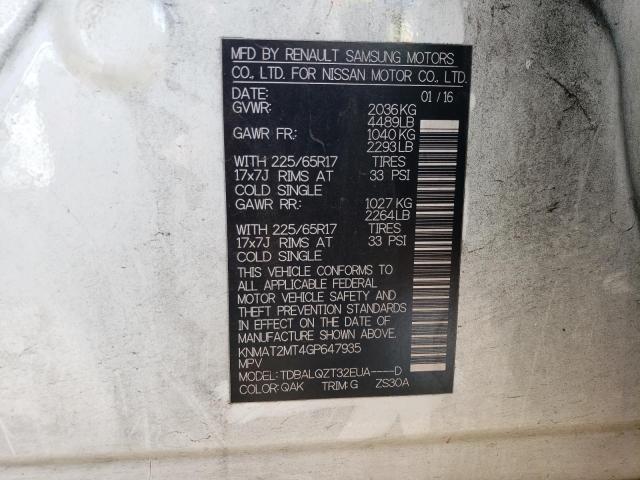 MFD BY RENAULT SAMSUNG MOTORS
CO., LTD. FOR NISSAN MOTOR CO., LTD.
DATE: 01/16
GVWR: 2036KG
4489LB
GAWR FR: 1040KG
2293LB
WITH 225/65R17 TIRES
17x7J RIMS AT 33 PSI
COLD SINGLE
GAWR RR: 1027 KG
2264LB
WITH 225/65R17 TIRES
17x7J RIMS AT 33 PSI
COLD SINGLE
THIS VEHICLE CONFORMS TO
ALL APPLICABLE FEDERAL
MOTOR VEHICLE SAFETY AND
THEFT PREVENTION STANDARDS
IN EFFECT ON THE DATE OF
MANUFACTURE SHOWN ABOVE.
KNMAT2MT4GP647935
MPV
MODEL: TDBALQZT32EUA----D
COLOR: QAK TRIM: G ZS30A